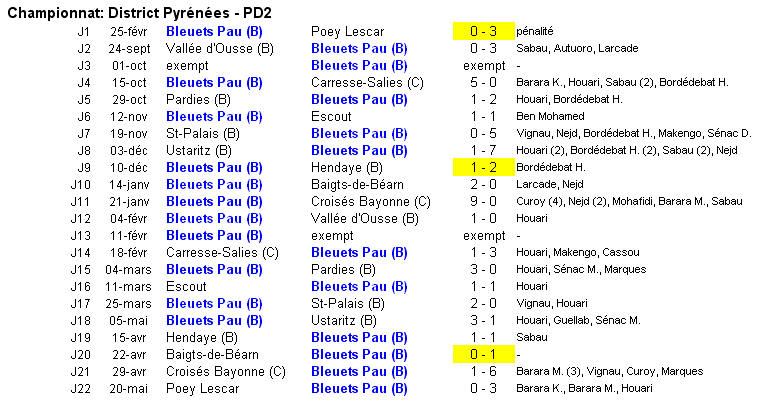 Championnat: District Pyrénées - PD2
J1 25-févr Bleuets Pau (B) Poey Lescar 0 - 3 pénalité
J2 24-sept Vallée d'Ousse (B) Bleuets Pau (B) 0 - 3 Sabau, Autuoro, Larcade
J3 01-oct exempt Bleuets Pau (B) exempt -
J4 15-oct Bleuets Pau (B) Carresse-Salies (C) 5 - 0 Barara K., Houari, Sabau (2), Bordédebat H.
J5 29-oct Pardies (B) Bleuets Pau (B) 1 - 2 Houari, Bordédebat H.
J6 12-nov Bleuets Pau (B) Escout 1 - 1 Ben Mohamed
J7 19-nov St-Palais (B) Bleuets Pau (B) 0 - 5 Vignau, Nejd, Bordédebat H., Makengo, Sénac D.
J8 03-déc Ustaritz (B) Bleuets Pau (B) 1 - 7 Houari (2), Bordédebat H. (2), Sabau (2), Nejd
J9 10-déc Bleuets Pau (B) Hendaye (B) 1 - 2 Bordédebat H.
J10 14-janv Bleuets Pau (B) Baigts-de-Béarn 2 - 0 Larcade, Nejd
J11 21-janv Bleuets Pau (B) Croisés Bayonne (C) 9 - 0 Curoy (4), Nejd (2), Mohafidi, Barara M., Sabau
J12 04-févr Bleuets Pau (B) Vallée d'Ousse (B) 1 - 0 Houari
J13 11-févr Bleuets Pau (B) exempt exempt -
J14 18-févr Carresse-Salies (C) Bleuets Pau (B) 1 - 3 Houari, Makengo, Cassou
J15 04-mars Bleuets Pau (B) Pardies (B) 3 - 0 Houari, Sénac M., Marques
J16 11-mars Escout Bleuets Pau (B) 1 - 1 Houari
J17 25-mars Bleuets Pau (B) St-Palais (B) 2 - 0 Vignau, Houari
J18 05-mai Bleuets Pau (B) Ustaritz (B) 3 - 1 Houari, Guellab, Sénac M.
J19 15-avr Hendaye (B) Bleuets Pau (B) 1 - 1 Sabau
J20 22-avr Baigts-de-Béarn Bleuets Pau (B) 0 - 1 -
J21 29-avr Croisés Bayonne (C) Bleuets Pau (B) 1 - 6 Barara M. (3), Vignau, Curoy, Marques
J22 20-mai Poey Lescar Bleuets Pau (B) 0 - 3 Barara K., Barara M., Houari